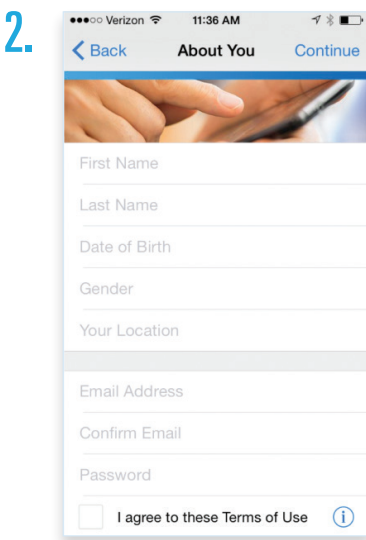 2.
Verizon 11:36 AM
Back About You Continue
First Name
Last Name
Date of Birth
Gender
Your Location
Email Address
Confirm Email
Password
I agree to these Terms of Use i